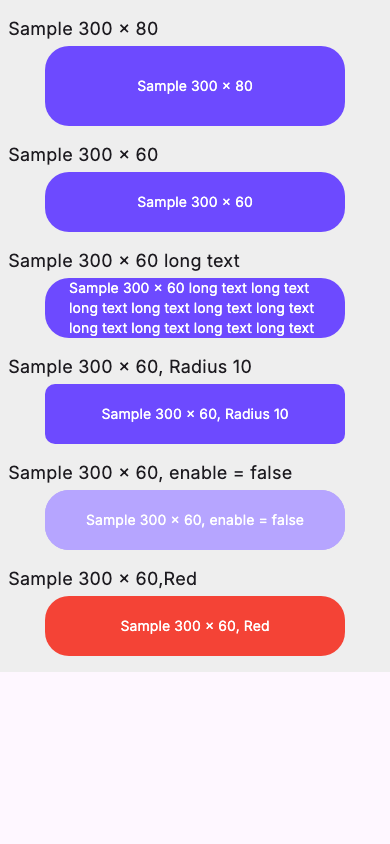 Sample 300 × 80
Sample 300 × 80
Sample 300 × 60
Sample 300 × 60
Sample 300 × 60 long text
Sample 300 × 60 long text long text
long text long text long text long text
long text long text long text long text
Sample 300 × 60, Radius 10
Sample 300 × 60, Radius 10
Sample 300 × 60, enable = false
Sample 300 × 60, enable = false
Sample 300 × 60,Red
Sample 300 × 60, Red